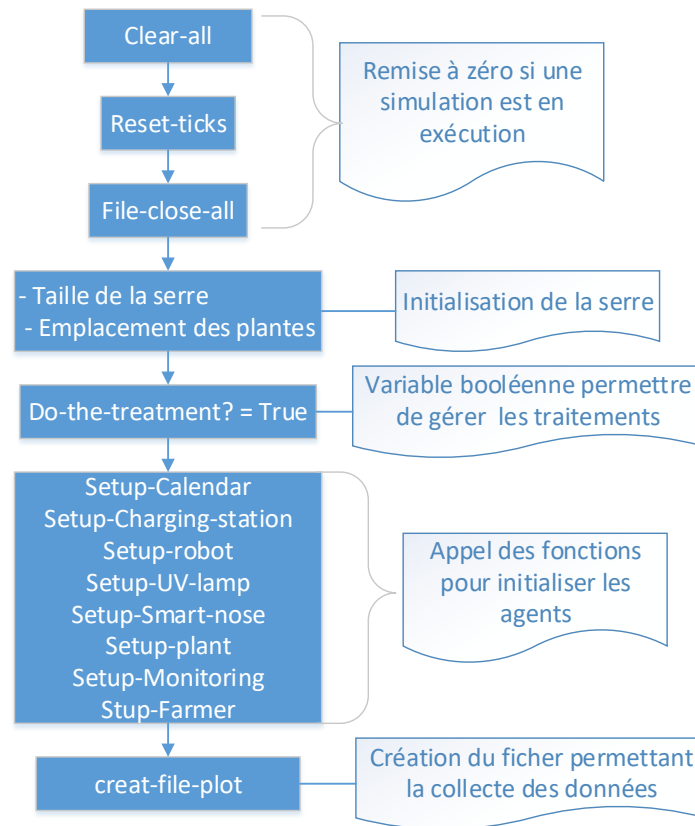 Clear-all
Remise à zéro si une
simulation est en
exécution
Reset-ticks
File-close-all
- Taille de la serre
- Emplacement des plantes
Initialisation de la serre
Do-the-treatment? = True
Variable booléenne permettre
de gérer les traitements
Setup-Calendar
Setup-Charging-station
Setup-robot
Setup-UV-lamp
Setup-Smart-nose
Setup-plant
Setup-Monitoring
Stup-Farmer
Appel des fonctions
pour initialiser les
agents
creat-file-plot
Création du ficher permettant
la collecte des données